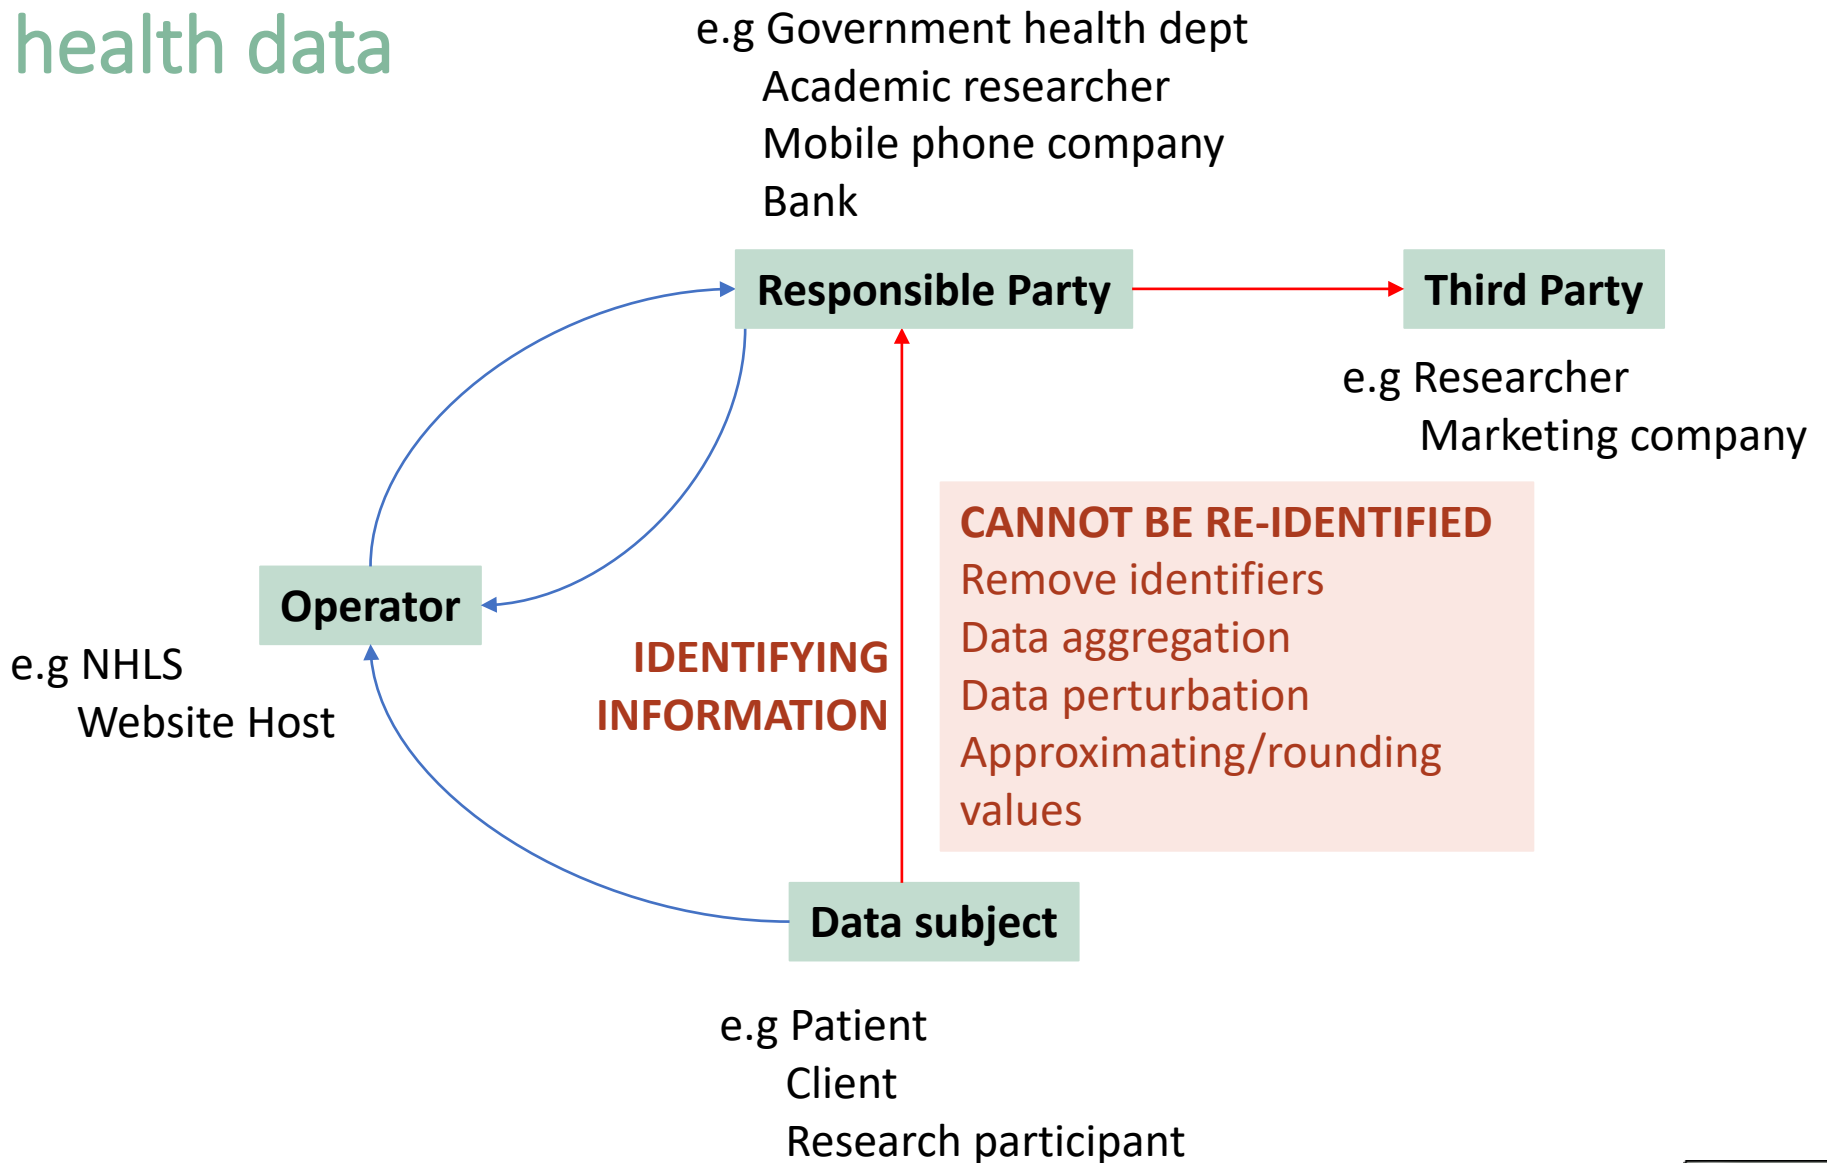 health data
e.g Government health dept
Academic researcher
Mobile phone company
Bank
Responsible Party
Third Party
e.g Researcher
Marketing company
CANNOT BE RE-IDENTIFIED
Remove identifiers
Data aggregation
Data perturbation
Approximating/rounding
values
Operator
e.g NHLS
Website Host
IDENTIFYING
INFORMATION
Data subject
e.g Patient
Client
Research participant